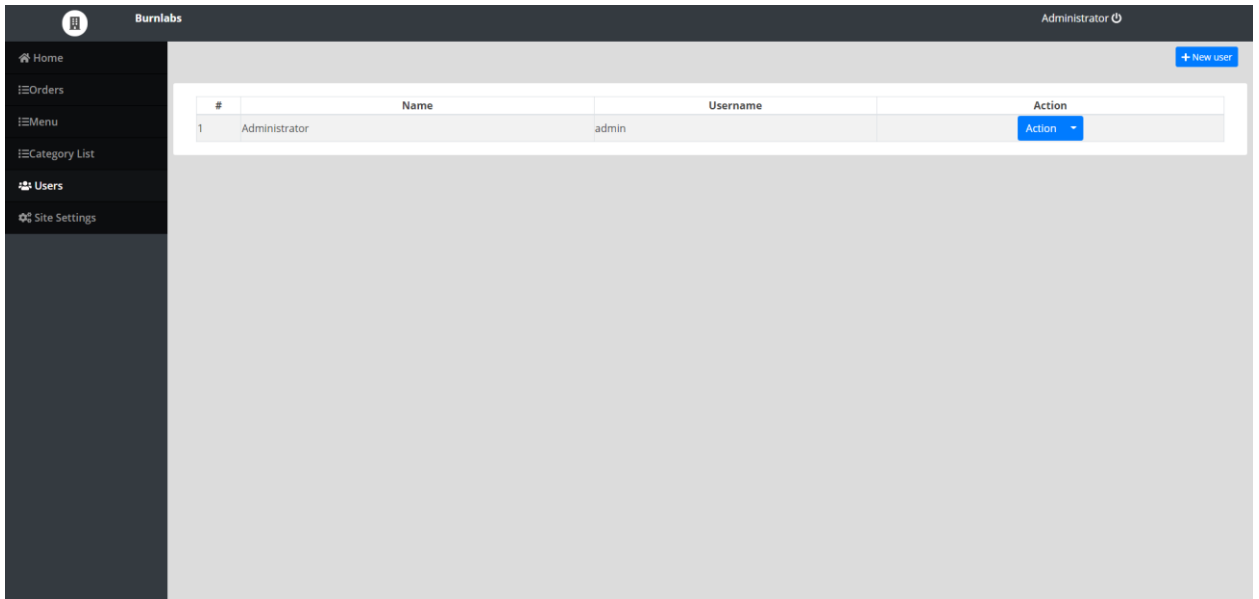 Burnlabs
Administrator
Home
Orders
Menu
Category List
Users
Site Settings
+ New user
# Name Username Action
1 Administrator admin Action